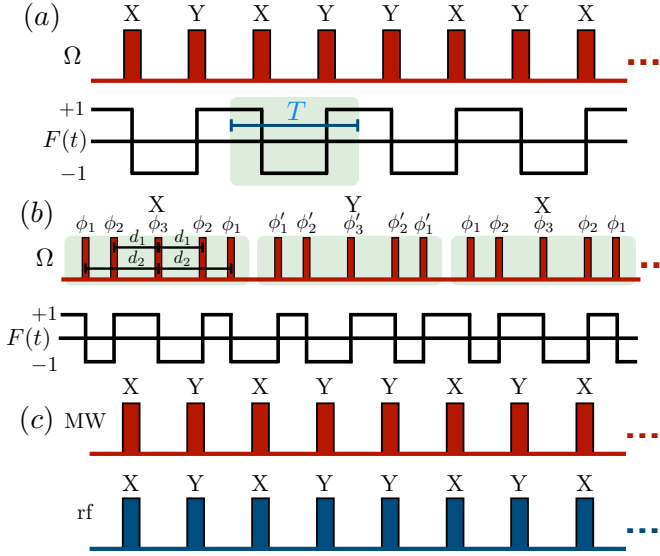 (a)
X Y X Y Y X Y X
Ω
...
+1
T
F(t)
−1
(b)
X Y X
ϕ₁ ϕ₂ ϕ₃ ϕ₂ ϕ₁ ϕ′₁ ϕ′₂ ϕ′₃ ϕ′₂ ϕ′₁ ϕ₁ ϕ₂ ϕ₃ ϕ₂ ϕ₁
d₁ d₁
Ω
d₂ d₂
..
+1
F(t)
−1
X Y X Y Y X Y X
(c)
MW
...
X Y X Y Y X Y X
rf
...